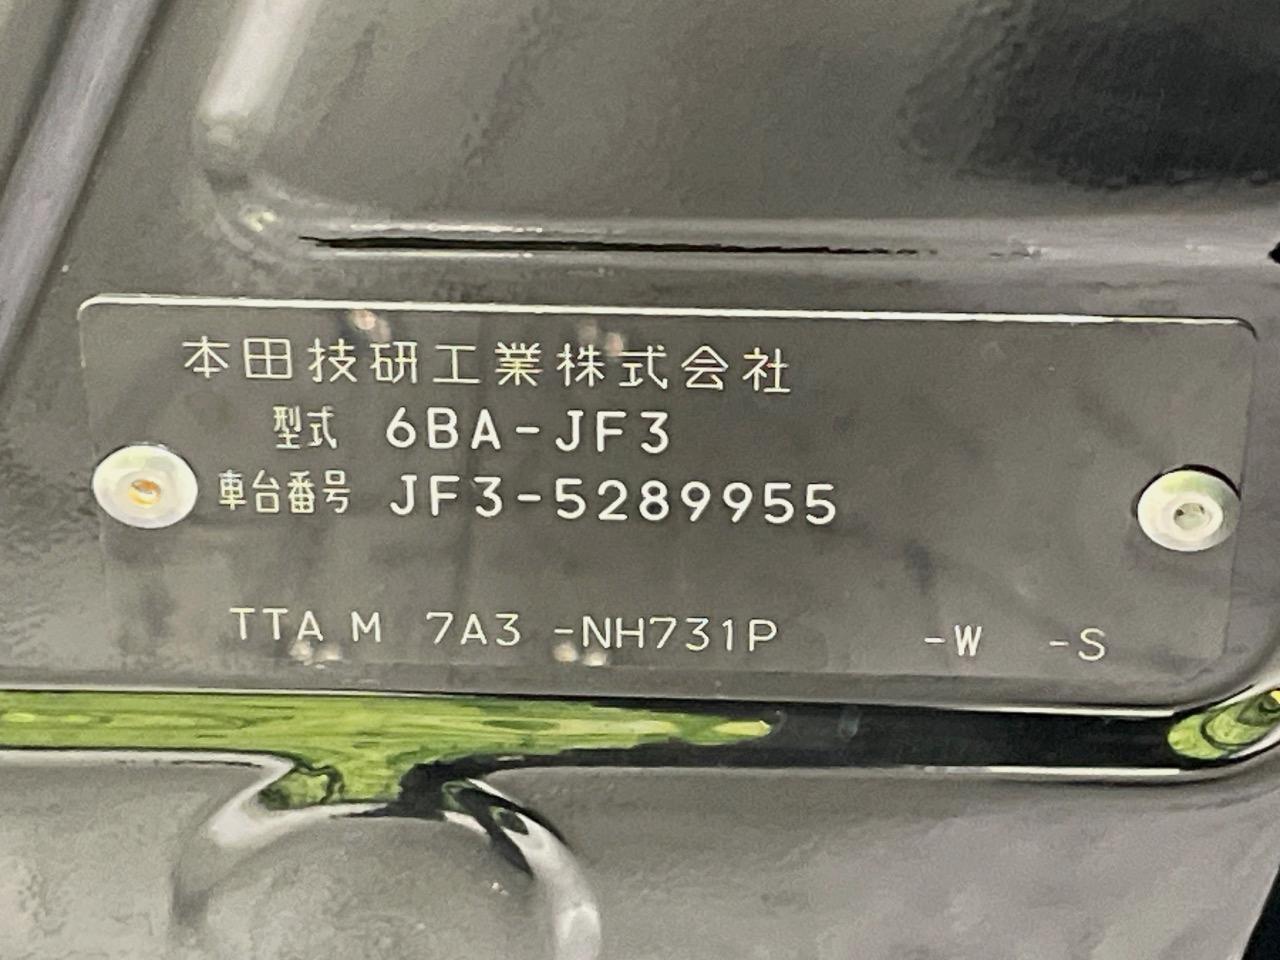 本田技研工業株式会社
型式 6BA-JF3
車台番号 JF3-5289955
TTA M 7A3 -NH731P -W -S